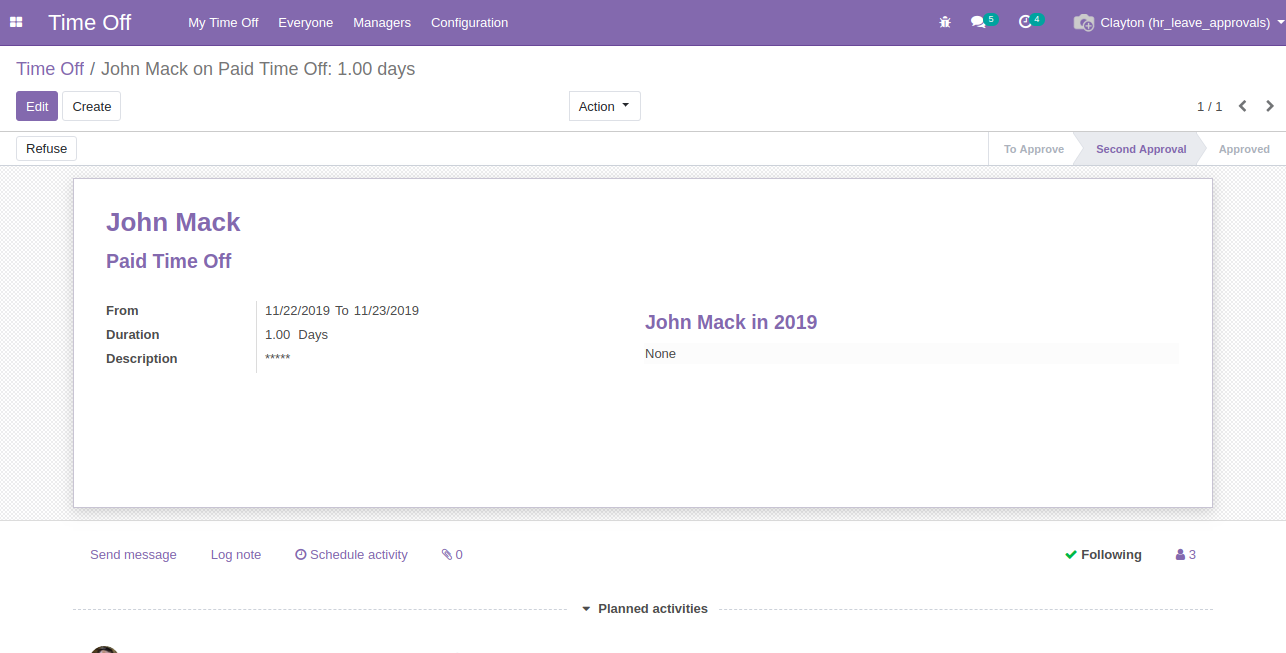 Time Off My Time Off Everyone Managers Configuration 5 4 Clayton (hr_leave_approvals)
Time Off / John Mack on Paid Time Off: 1.00 days
Edit Create Action 1 / 1
Refuse To Approve Second Approval Approved
John Mack
Paid Time Off
From 11/22/2019 To 11/23/2019
Duration 1.00 Days
Description *****
John Mack in 2019
None
Send message Log note Schedule activity 0 Following 3
Planned activities